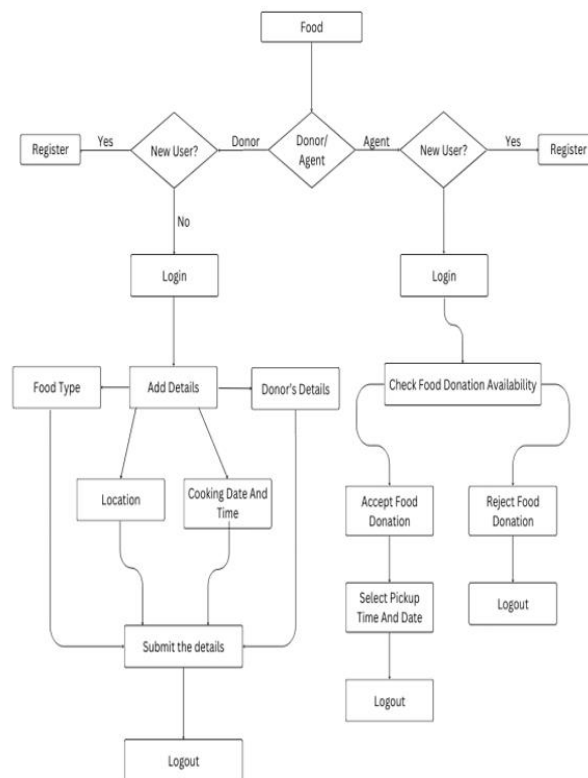 Food
Donor/
Agent
Donor
Agent
New User?
Yes
Register
New User?
Yes
Register
No
Login
Login
Food Type
Add Details
Donor's Details
Check Food Donation Availability
Location
Cooking Date And
Time
Accept Food
Donation
Reject Food
Donation
Select Pickup
Time And Date
Logout
Submit the details
Logout
Logout